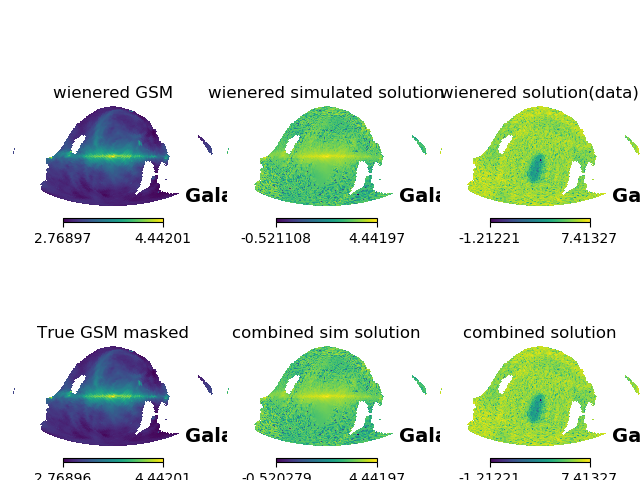 wienered GSM wienered simulated solution wienered solution(data)
Gala Gala Ga
2.76897 4.44201 -0.521108 4.44197 -1.21221 7.41327
True GSM masked combined sim solution combined solution
Gala Gala Ga
2.76896 4.44201 -0.520279 4.44197 -1.21221 7.41327